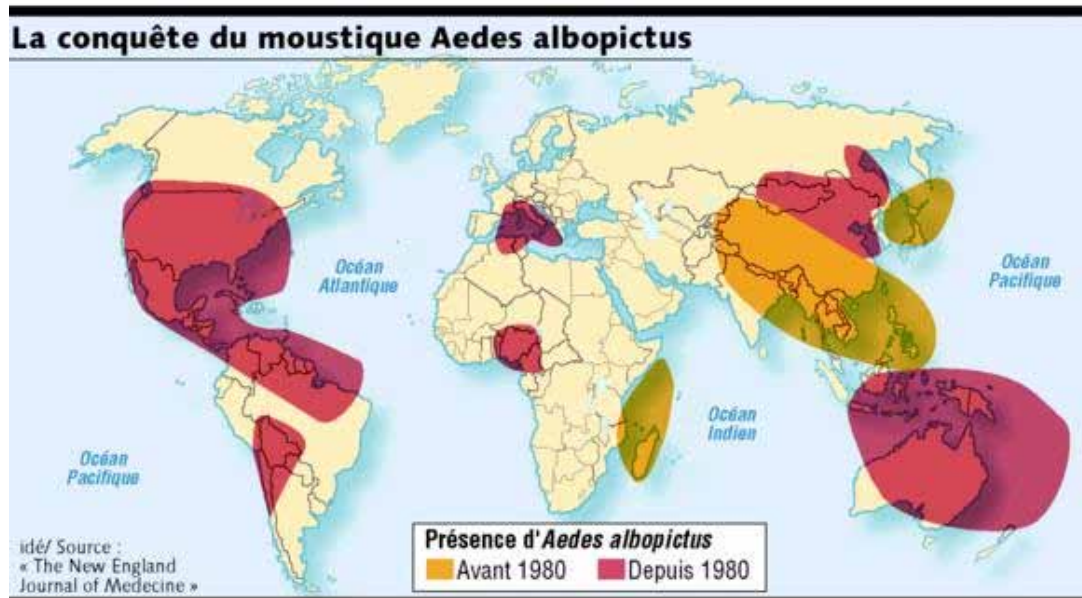 La conquête du moustique Aedes albopictus
Océan
Atlantique
Océan
Pacifique
Océan
Indien
Océan
Pacifique
Présence d'Aedes albopictus
Avant 1980
Depuis 1980
idé/ Source :
« The New England
Journal of Medecine »